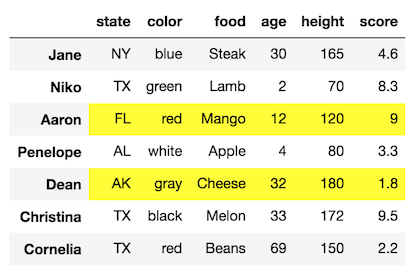 state color food age height score
Jane NY blue Steak 30 165 4.6
Niko TX green Lamb 2 70 8.3
Aaron FL red Mango 12 120 9
Penelope AL white Apple 4 80 3.3
Dean AK gray Cheese 32 180 1.8
Christina TX black Melon 33 172 9.5
Cornelia TX red Beans 69 150 2.2